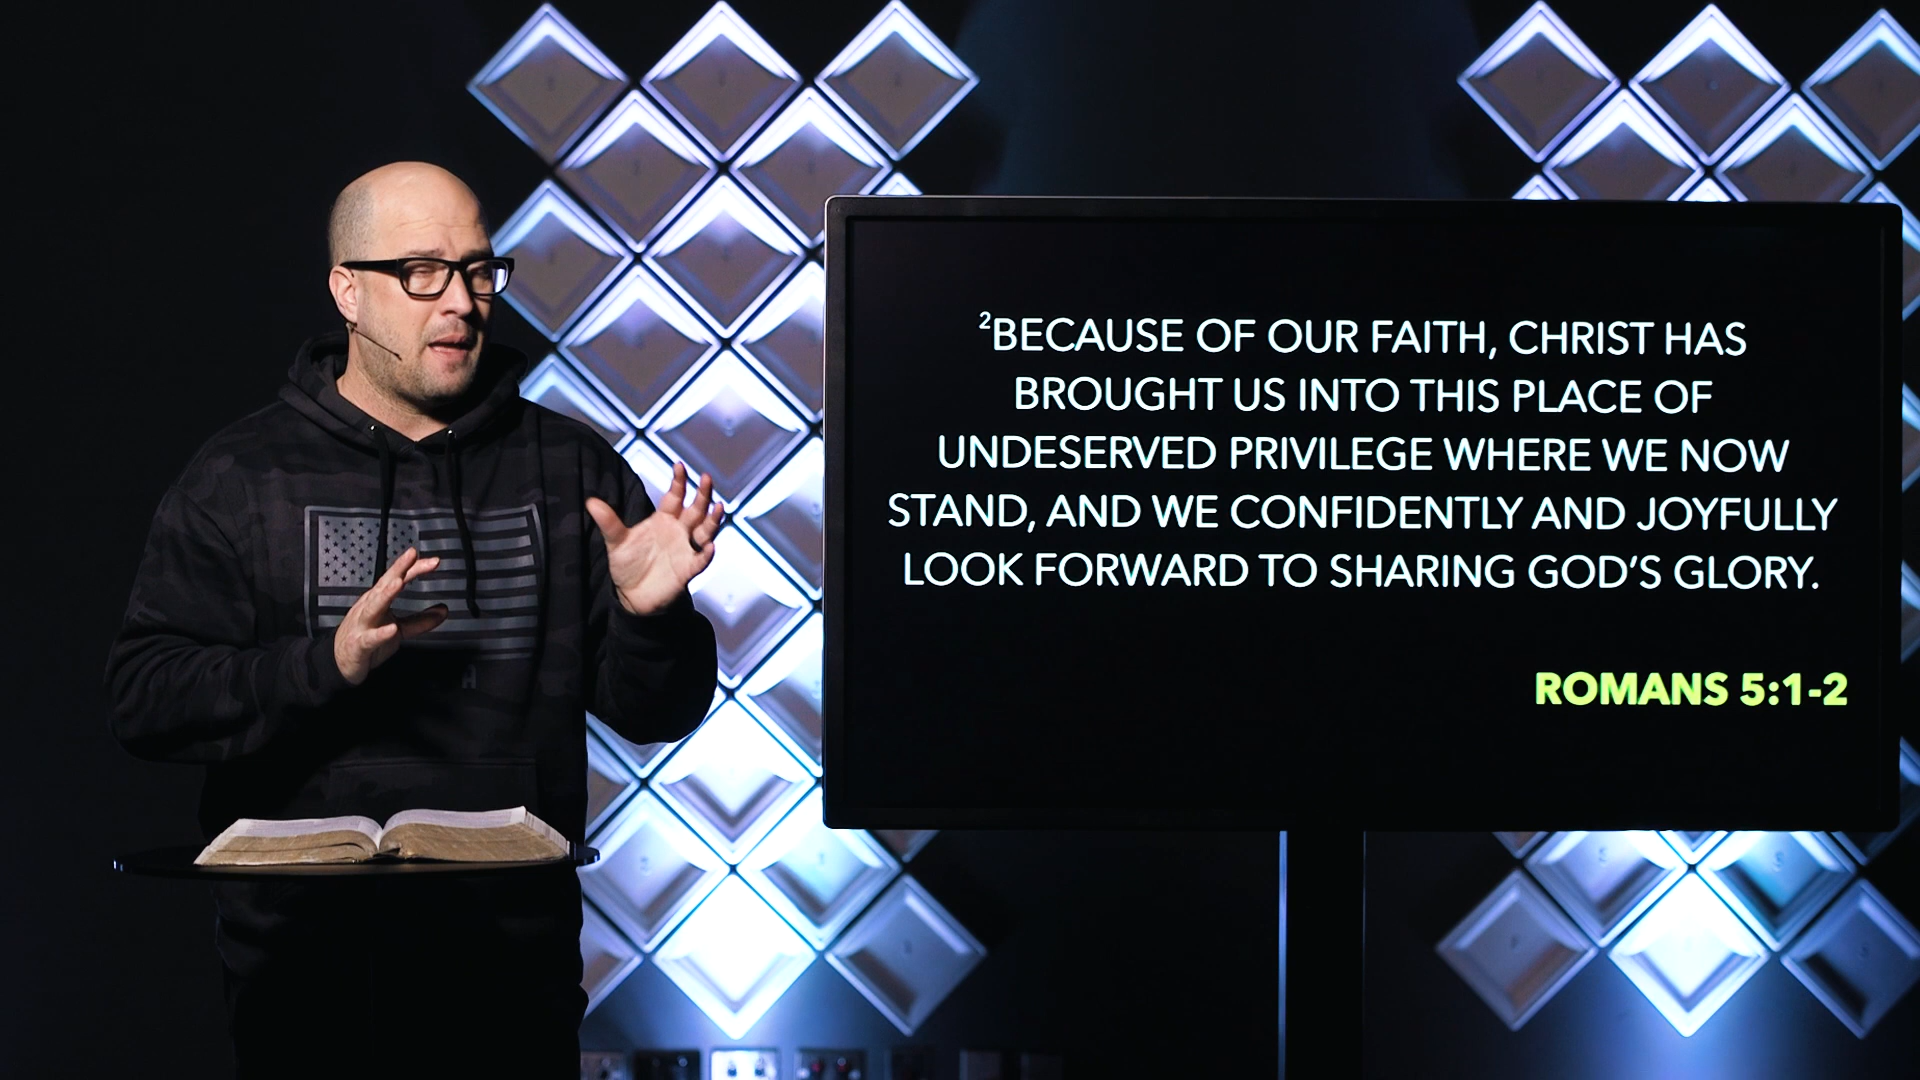 ²BECAUSE OF OUR FAITH, CHRIST HAS
BROUGHT US INTO THIS PLACE OF
UNDESERVED PRIVILEGE WHERE WE NOW
STAND, AND WE CONFIDENTLY AND JOYFULLY
LOOK FORWARD TO SHARING GOD’S GLORY.
ROMANS 5:1-2